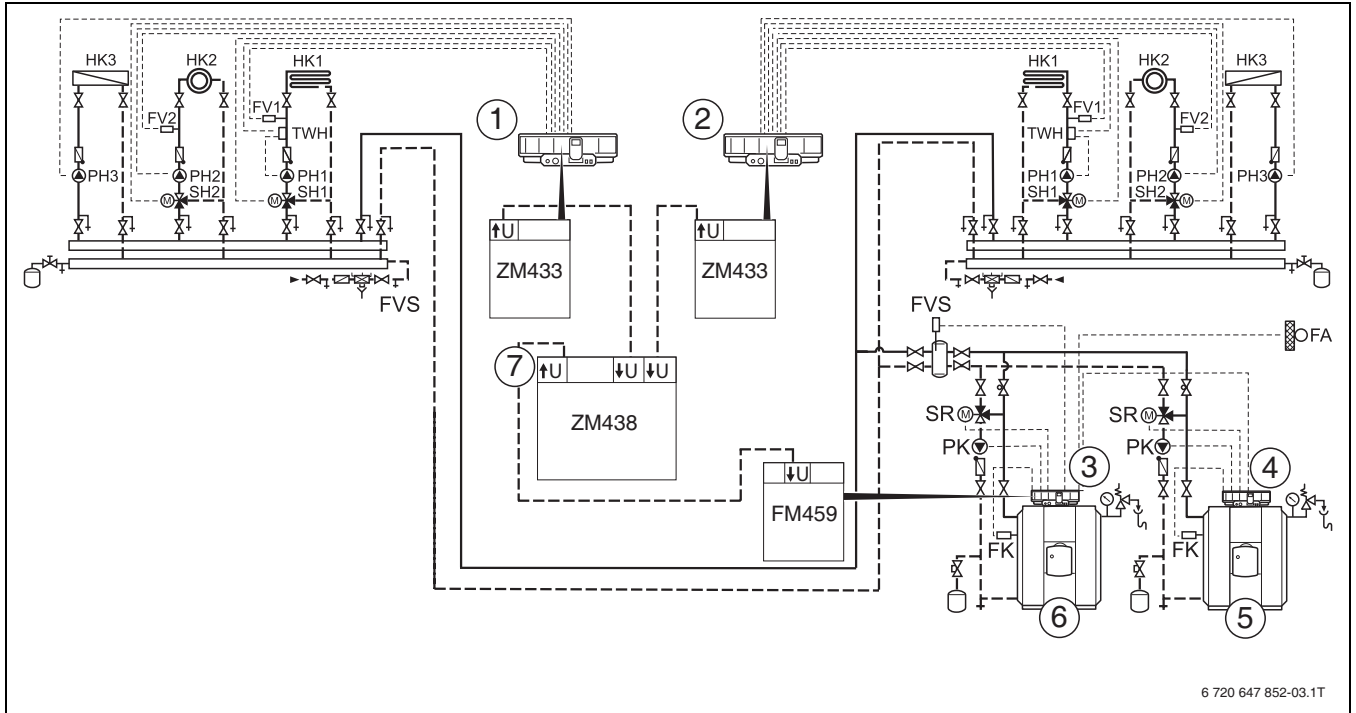 HK3
HK2
HK1
FV2
FV1
TWH
PH3
PH2
PH1
SH2
SH1
M
M
FVS
1
2
HK1
HK2
HK3
FV1
FV2
TWH
PH1
PH2
PH3
SH1
SH2
M
M
↑U
ZM433
↑U
ZM433
7
↑U
↓U
↓U
ZM438
↓U
FM459
FVS
FA
SR
M
SR
M
PK
PK
3
4
FK
FK
6
5
6 720 647 852-03.1T